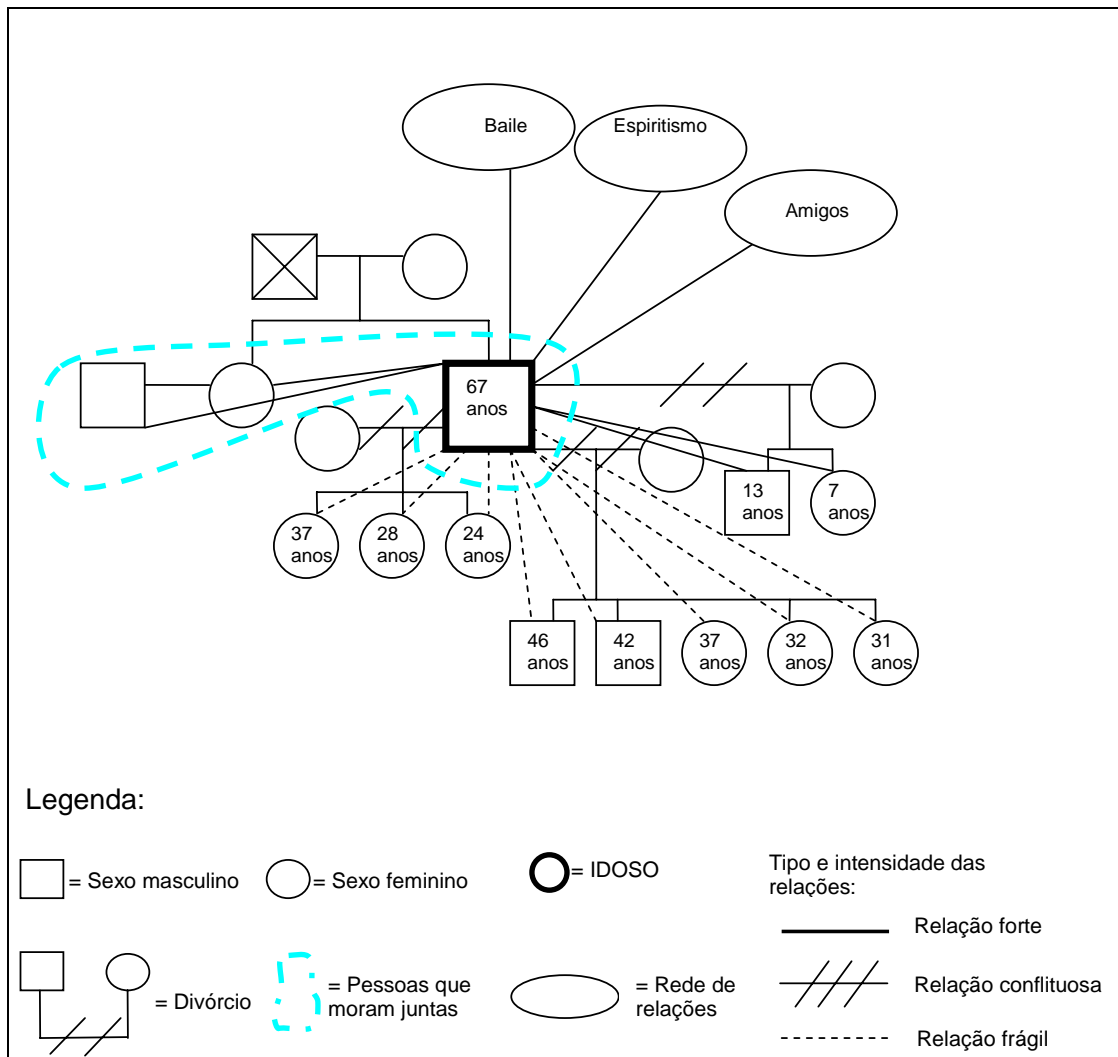 Baile
Espiritismo
Amigos
67
anos
13
anos
7
anos
37
anos
28
anos
24
anos
46
anos
42
anos
37
anos
32
anos
31
anos
Legenda:
= Sexo masculino
= Sexo feminino
= IDOSO
Tipo e intensidade das
relações:
Relação forte
= Divórcio
= Pessoas que
moram juntas
= Rede de
relações
Relação conflituosa
Relação frágil